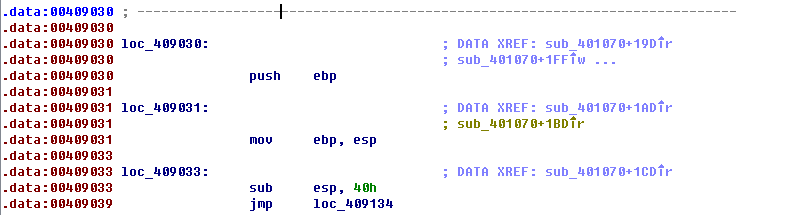 .data:00409030 ; ---------------------------------------------------------------------------
.data:00409030
.data:00409030 loc_409030: ; DATA XREF: sub_401070+19D↑r
.data:00409030 ; sub_401070+1FF↑w ...
.data:00409030 push ebp
.data:00409031
.data:00409031 loc_409031: ; DATA XREF: sub_401070+1AD↑r
.data:00409031 ; sub_401070+1BD↑r
.data:00409031 mov ebp, esp
.data:00409033
.data:00409033 loc_409033: ; DATA XREF: sub_401070+1CD↑r
.data:00409033 sub esp, 40h
.data:00409039 jmp loc_409134